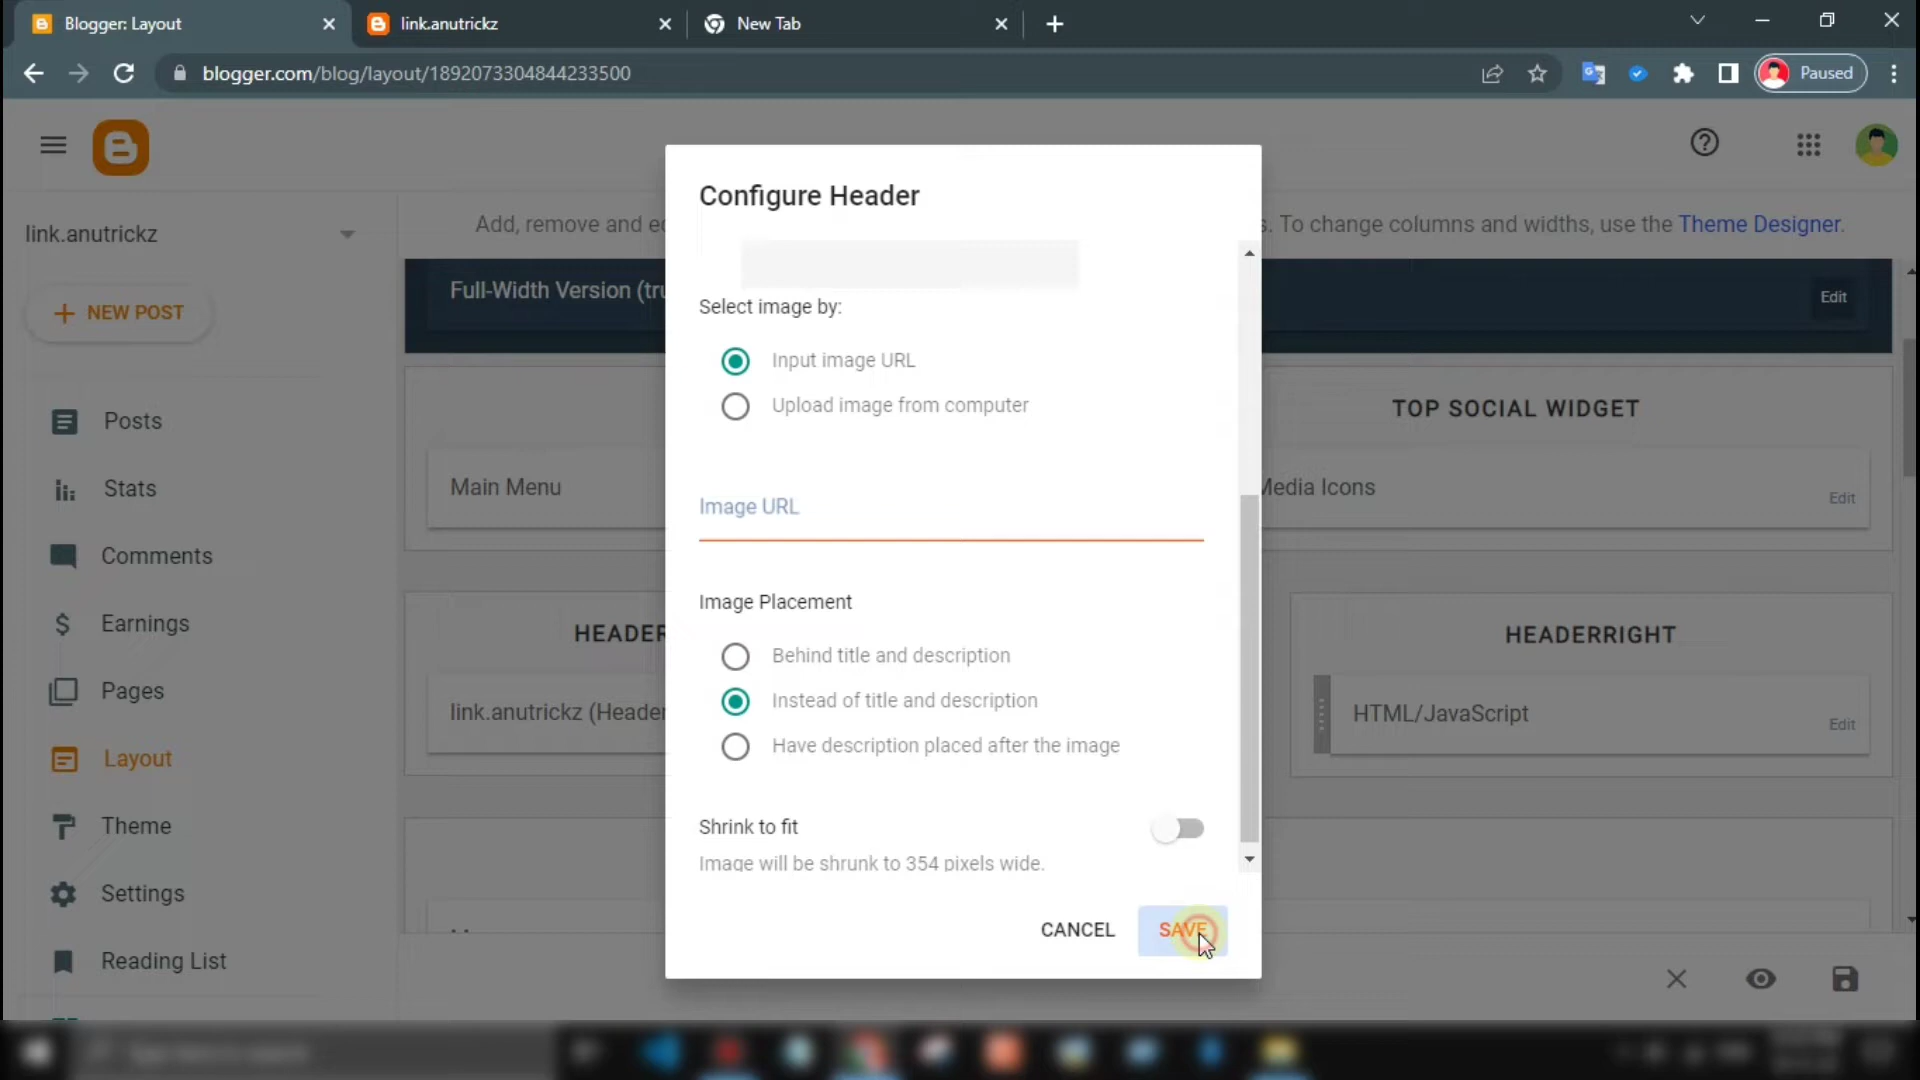 Blogger: Layout
link.anutrickz
New Tab
blogger.com/blog/layout/1892073304844233500
Paused
link.anutrickz
NEW POST
Posts
Stats
Comments
Earnings
Pages
Layout
Theme
Settings
Reading List
Add, remove and e
s. To change columns and widths, use the Theme Designer.
Full-Width Version (tru
Edit
TOP SOCIAL WIDGET
Main Menu
Media Icons
Edit
HEADER
HEADERRIGHT
link.anutrickz (Header
HTML/JavaScript
Edit
Configure Header
Select image by:
Input image URL
Upload image from computer
Image URL
Image Placement
Behind title and description
Instead of title and description
Have description placed after the image
Shrink to fit
Image will be shrunk to 354 pixels wide.
CANCEL
SAVE